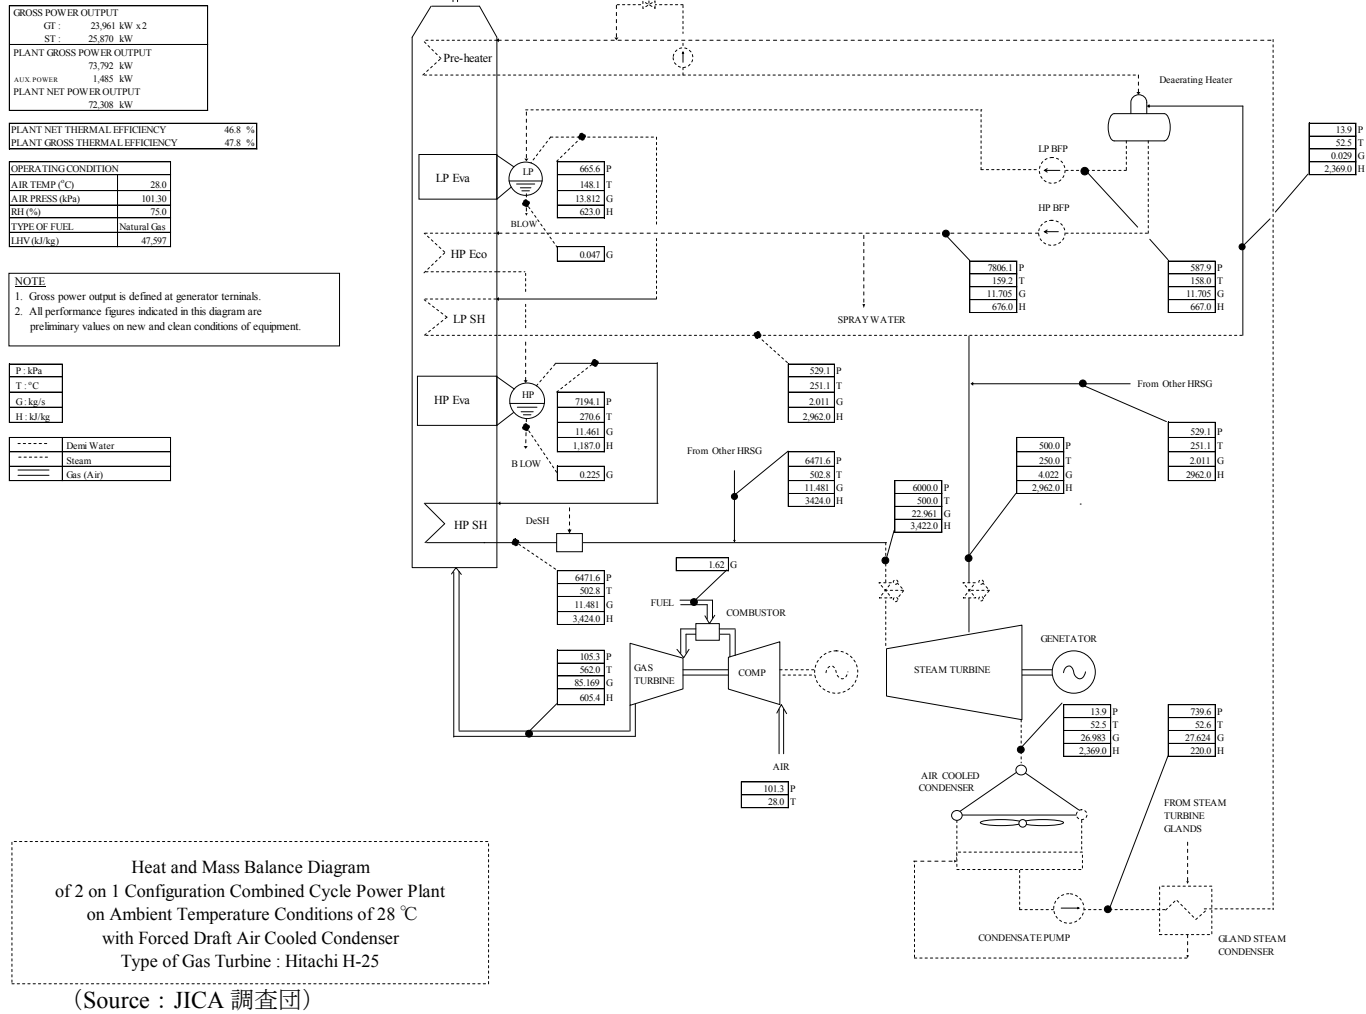 GROSS POWER OUTPUT
GT : 23,961 kW x 2
ST : 25,870 kW
PLANT GROSS POWER OUTPUT
73,792 kW
AUX. POWER 1,485 kW
PLANT NET POWER OUTPUT
72,308 kW
PLANT NET THERMAL EFFICIENCY 46.8 %
PLANT GROSS THERMAL EFFICIENCY 47.8 %
OPERATING CONDITION
AIR TEMP (°C) 28.0
AIR PRESS (kPa) 101.30
RH (%) 75.0
TYPE OF FUEL Natural Gas
LHV (kJ/kg) 47,597
NOTE
1. Gross power output is defined at generator terninals.
2. All performance figures indicated in this diagram are
preliminary values on new and clean conditions of equipment.
P : kPa
T : °C
G : kg/s
H : kJ/kg
Demi Water
Steam
Gas (Air)
Pre-heater
Deaerating Heater
13.9 P
52.5 T
0.029 G
2,369.0 H
LP Eva
LP
BLOW
665.6 P
148.1 T
13.812 G
623.0 H
0.047 G
LP BFP
HP BFP
HP Eco
7806.1 P
159.2 T
11.705 G
676.0 H
587.9 P
158.0 T
11.705 G
667.0 H
LP SH
SPRAY WATER
529.1 P
251.1 T
2.011 G
2,962.0 H
From Other HRSG
529.1 P
251.1 T
2.011 G
2962.0 H
HP Eva
HP
BLOW
7194.1 P
270.6 T
11.461 G
1,187.0 H
0.225 G
From Other HRSG
6471.6 P
502.8 T
11.481 G
3424.0 H
500.0 P
250.0 T
4.022 G
2,962.0 H
6000.0 P
500.0 T
22.961 G
3,422.0 H
HP SH
DeSH
6471.6 P
502.8 T
11.481 G
3,424.0 H
1.62 G
FUEL
COMBUSTOR
GAS
TURBINE
COMP
105.3 P
562.0 T
85.169 G
605.4 H
STEAM TURBINE
GENETATOR
AIR
101.3 P
28.0 T
13.9 P
52.5 T
26.983 G
2,369.0 H
739.6 P
52.6 T
27.624 G
220.0 H
AIR COOLED
CONDENSER
FROM STEAM
TURBINE
GLANDS
CONDENSATE PUMP
GLAND STEAM
CONDENSER
Heat and Mass Balance Diagram
of 2 on 1 Configuration Combined Cycle Power Plant
on Ambient Temperature Conditions of 28 ℃
with Forced Draft Air Cooled Condenser
Type of Gas Turbine : Hitachi H-25
（Source：JICA 調査団）